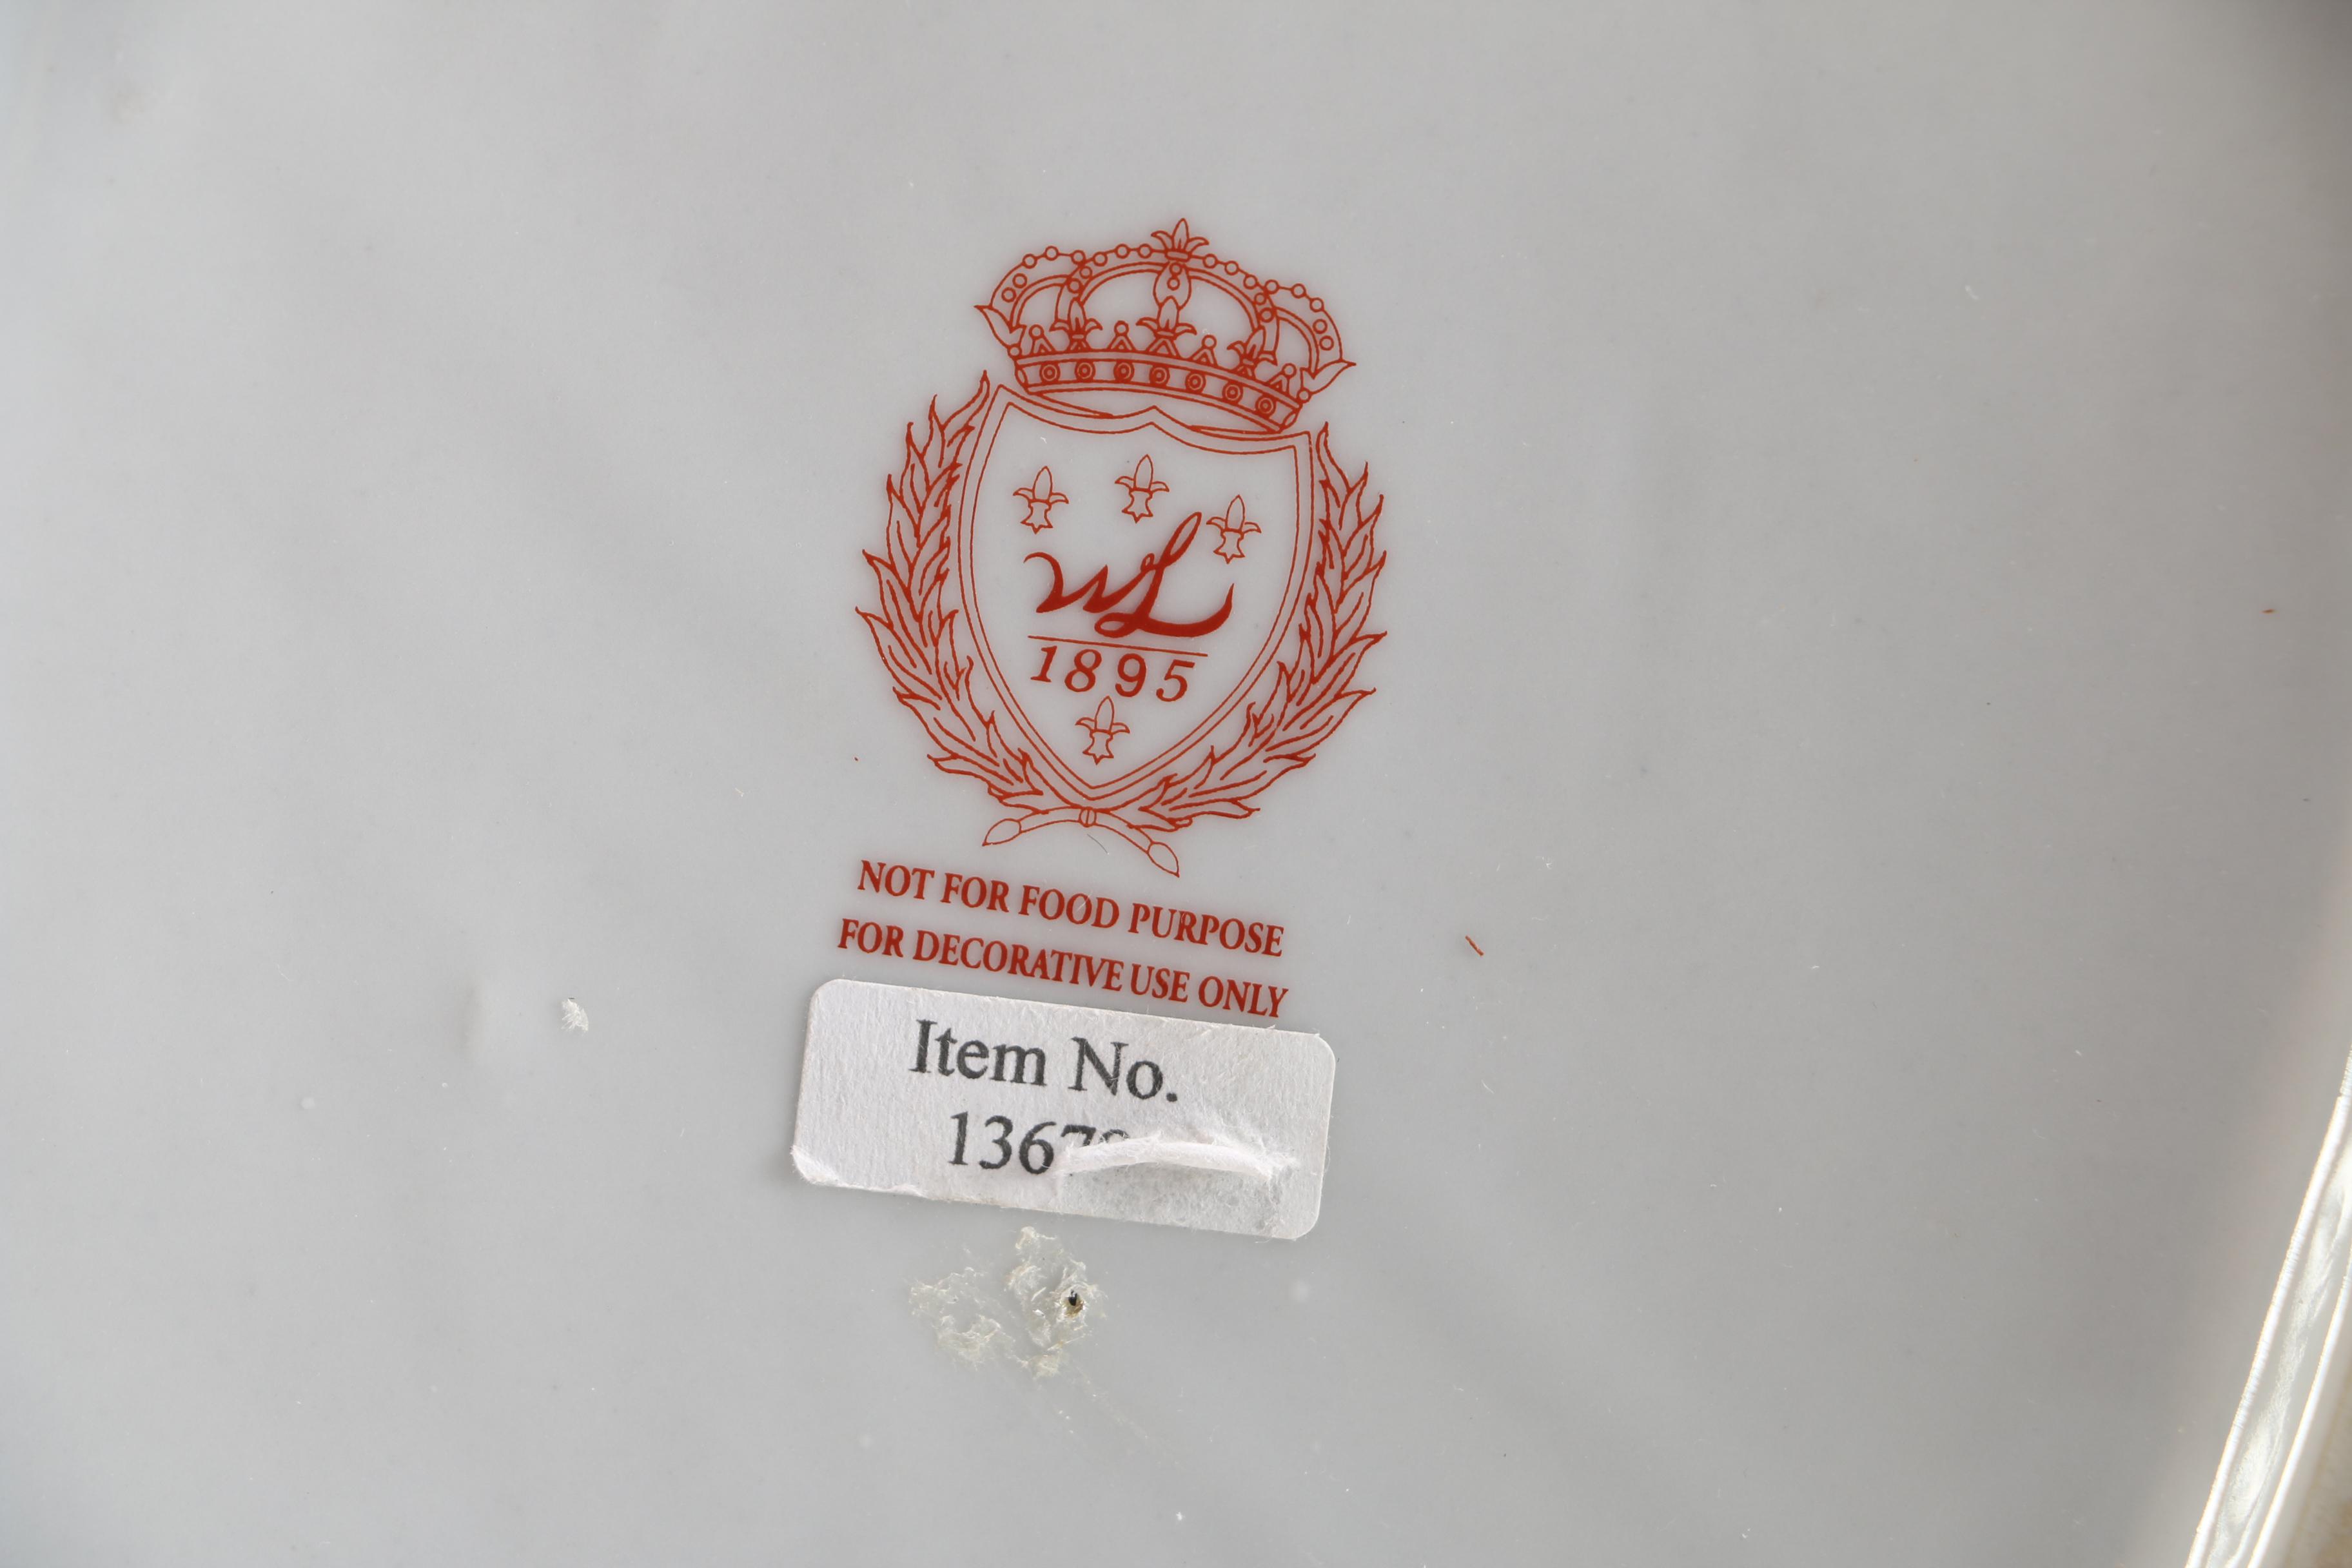 WL
1895
NOT FOR FOOD PURPOSE
FOR DECORATIVE USE ONLY
Item No.